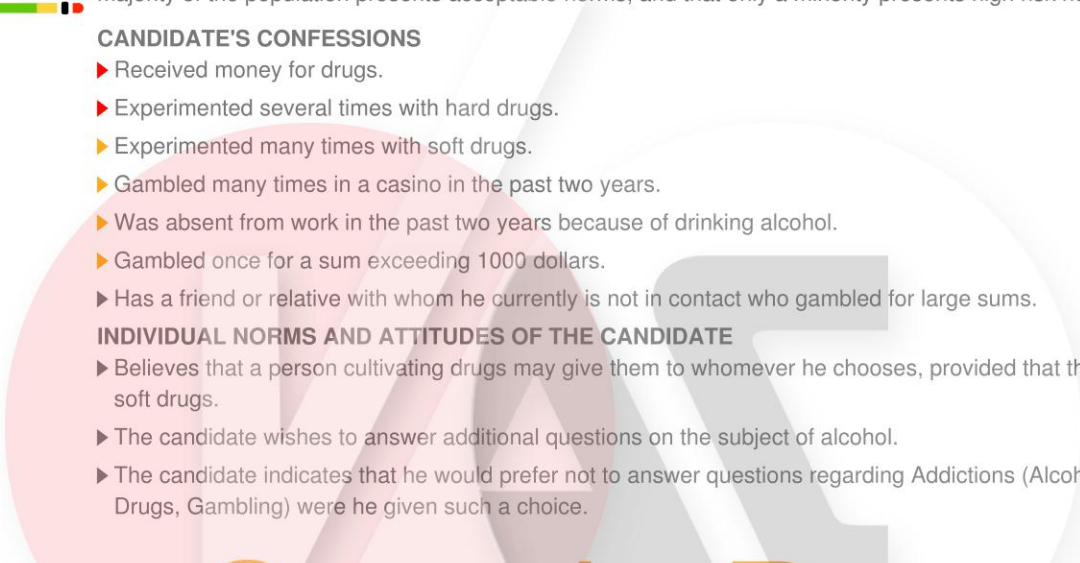 CANDIDATE'S CONFESSIONS
Received money for drugs.
Experimented several times with hard drugs.
Experimented many times with soft drugs.
Gambled many times in a casino in the past two years.
Was absent from work in the past two years because of drinking alcohol.
Gambled once for a sum exceeding 1000 dollars.
Has a friend or relative with whom he currently is not in contact who gambled for large sums.
INDIVIDUAL NORMS AND ATTITUDES OF THE CANDIDATE
Believes that a person cultivating drugs may give them to whomever he chooses, provided that
soft drugs.
The candidate wishes to answer additional questions on the subject of alcohol.
The candidate indicates that he would prefer not to answer questions regarding Addictions
Drugs, Gambling) were he given such a choice.